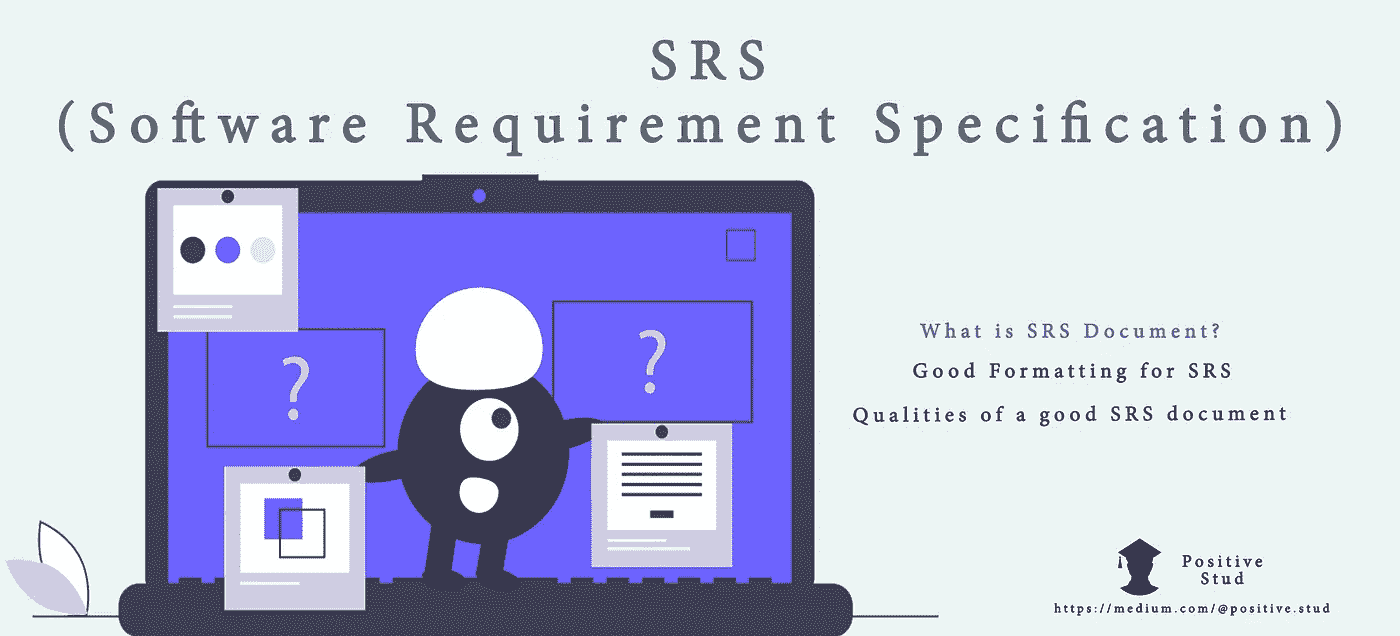 SRS
(Software Requirement Specification)
?
?
What is SRS Document?
Good Formatting for SRS
Qualities of a good SRS document
Positive
Stud
https://medium.com/@positive.stud